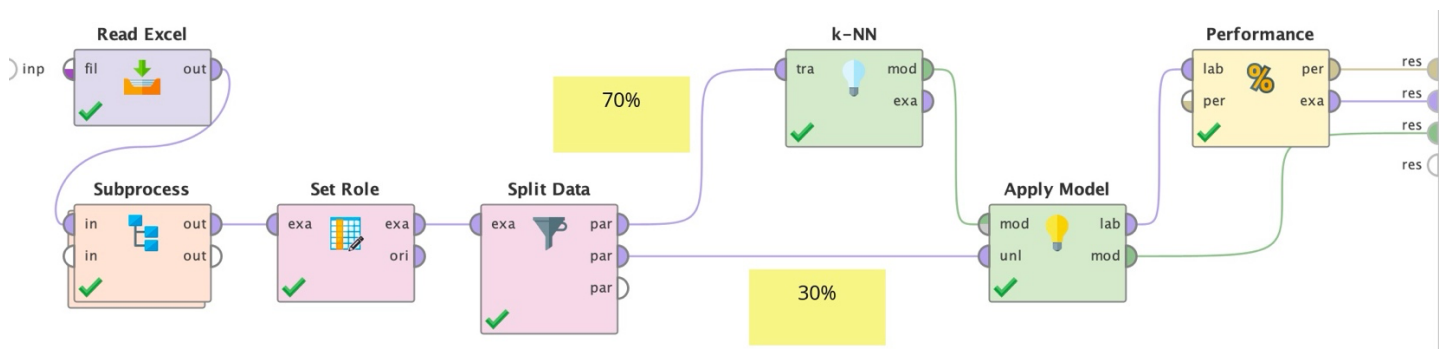 Read Excel
inp
fil
out
Subprocess
in
out
in
out
Set Role
exa
exa
ori
Split Data
exa
par
par
par
70%
30%
k-NN
tra
mod
exa
Apply Model
mod
lab
unl
mod
Performance
lab
per
per
exa
%
res
res
res
res